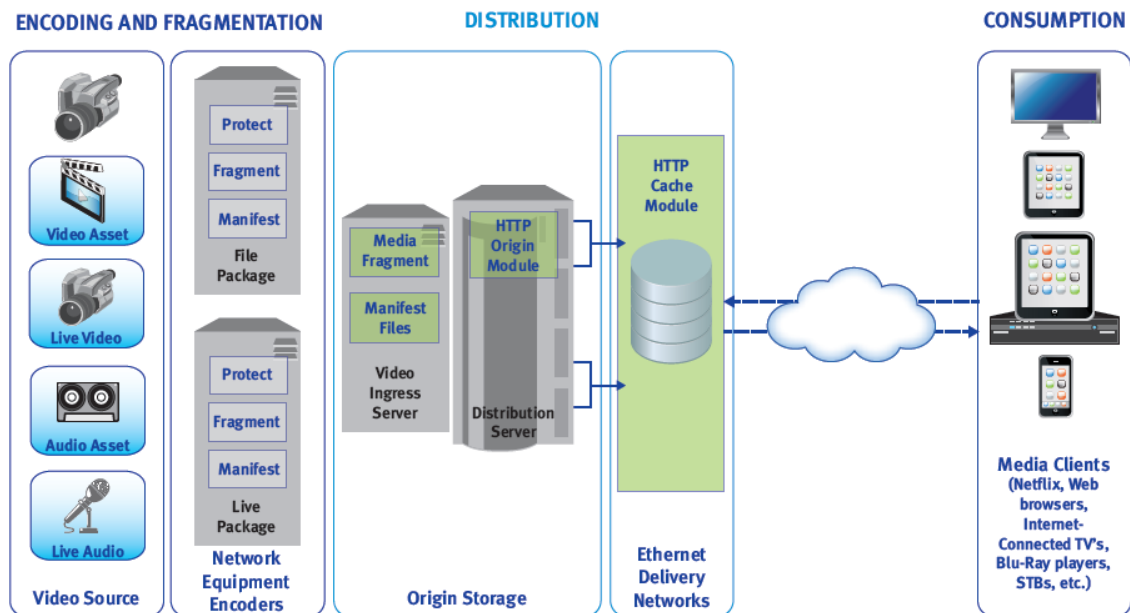 ENCODING AND FRAGMENTATION
DISTRIBUTION
CONSUMPTION
Video Asset
Live Video
Audio Asset
Live Audio
Video Source
Protect
Fragment
Manifest
File
Package
Protect
Fragment
Manifest
Live
Package
Network
Equipment
Encoders
Media
Fragment
Manifest
Files
Video
Ingress
Server
HTTP
Origin
Module
Distribution
Server
Origin Storage
HTTP
Cache
Module
Ethernet
Delivery
Networks
Media Clients
(Netflix, Web
browsers,
Internet-
Connected TV's,
Blu-Ray players,
STBs, etc.)